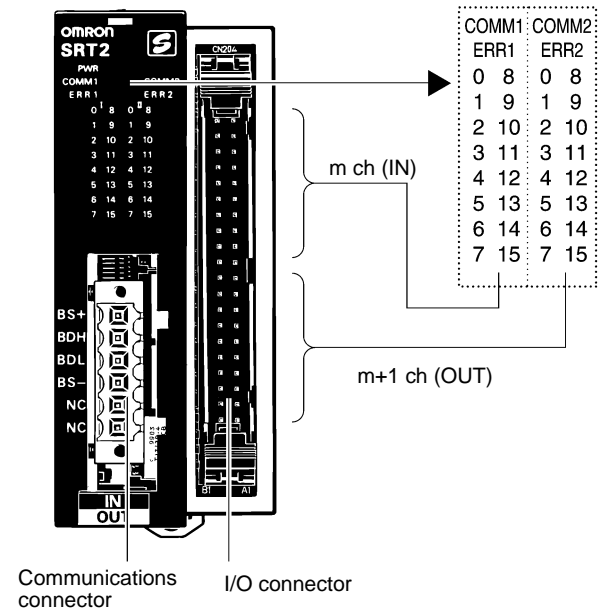 OMRON
SRT2
S
CN204
PWR
COMM1 COMM2
ERR1 ERR2
I II
0 8 0 8
1 9 1 9
2 10 2 10
3 11 3 11
4 12 4 12
5 13 5 13
6 14 6 14
7 15 7 15
BS+
BDH
BDL
BS–
NC
NC
IN
OUT
B1 A1
m ch (IN)
m+1 ch (OUT)
COMM1 COMM2
ERR1 ERR2
0 8 0 8
1 9 1 9
2 10 2 10
3 11 3 11
4 12 4 12
5 13 5 13
6 14 6 14
7 15 7 15
Communications
connector
I/O connector